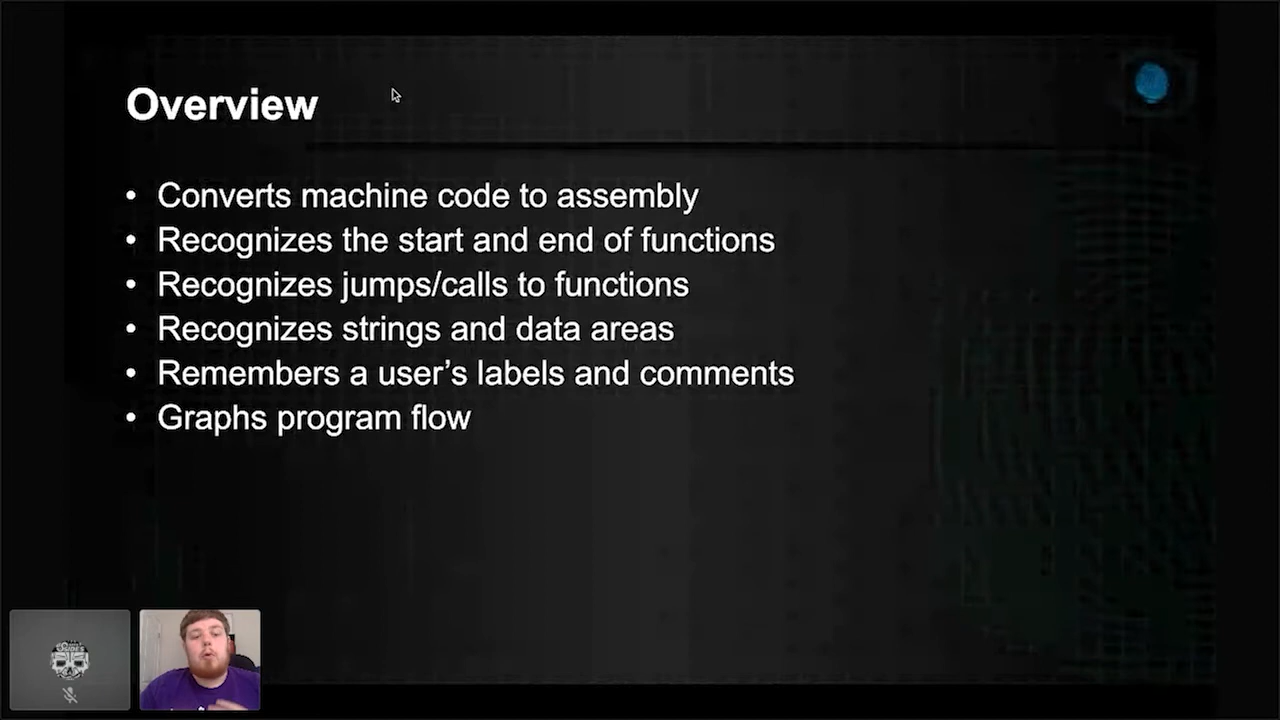 Overview
• Converts machine code to assembly
• Recognizes the start and end of functions
• Recognizes jumps/calls to functions
• Recognizes strings and data areas
• Remembers a user’s labels and comments
• Graphs program flow